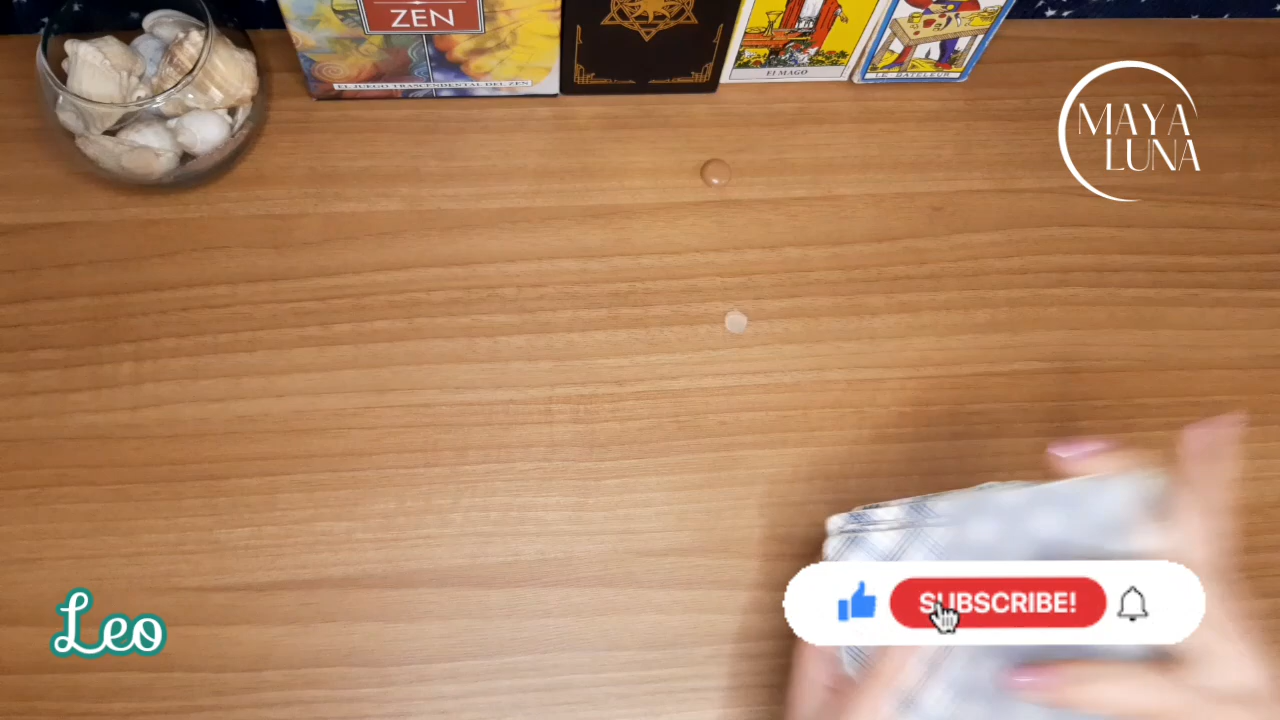 ZEN
EL JUEGO TRASCENDENTAL DEL ZEN
El MAGO
LE BATELEUR
MAYA
LUNA
SUBSCRIBE!
Leo